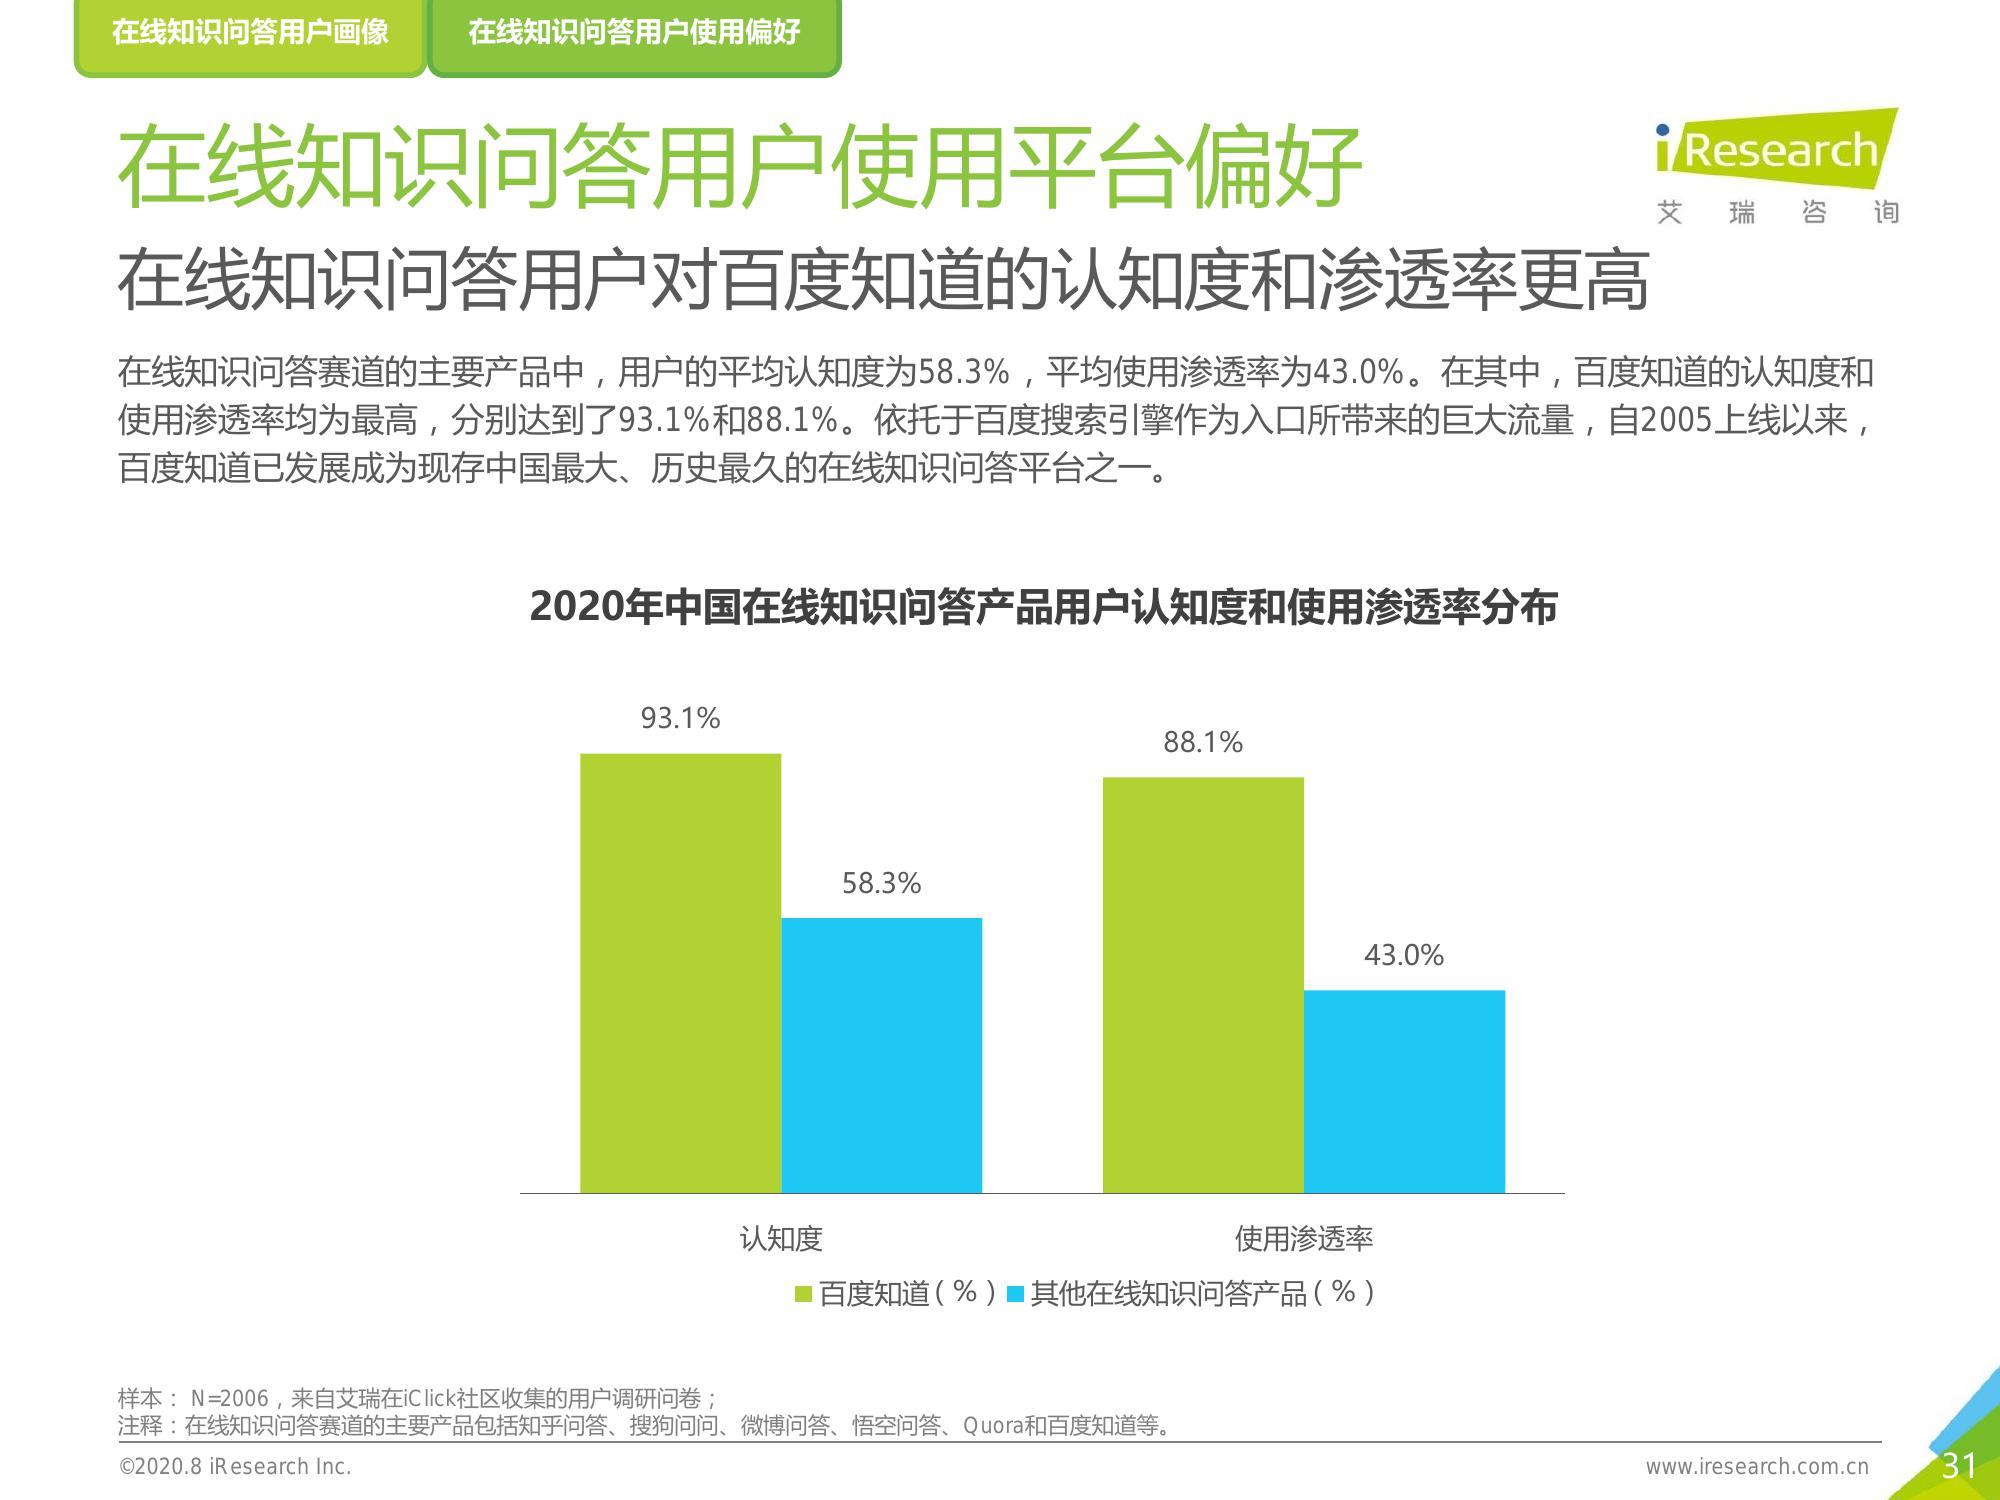 在线知识问答用户画像
在线知识问答用户使用偏好
在线知识问答用户使用平台偏好
iResearch
艾瑞咨询
在线知识问答用户对百度知道的认知度和渗透率更高
在线知识问答赛道的主要产品中，用户的平均认知度为58.3%，平均使用渗透率为43.0%。在其中，百度知道的认知度和
使用渗透率均为最高，分别达到了93.1%和88.1%。依托于百度搜索引擎作为入口所带来的巨大流量，自2005上线以来，
百度知道已发展成为现存中国最大、历史最久的在线知识问答平台之一。
2020年中国在线知识问答产品用户认知度和使用渗透率分布
93.1%
58.3%
88.1%
43.0%
认知度
使用渗透率
百度知道（%）
其他在线知识问答产品（%）
样本： N=2006，来自艾瑞在iClick社区收集的用户调研问卷；
注释：在线知识问答赛道的主要产品包括知乎问答、搜狗问问、微博问答、悟空问答、Quora和百度知道等。
©2020.8 iResearch Inc.
www.iresearch.com.cn
31